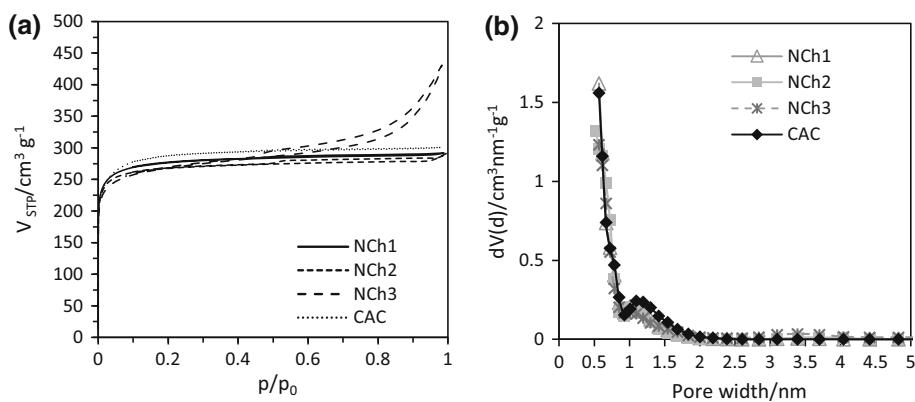 (a)
500
450
400
350
300
250
200
150
100
50
0
V STP/cm³ g⁻¹
NCh1
NCh2
NCh3
CAC
0 0.2 0.4 0.6 0.8 1
p/p₀
(b)
2
1.5
1
0.5
0
dV(d)/cm³nm⁻¹g⁻¹
NCh1
NCh2
NCh3
CAC
0 0.5 1 1.5 2 2.5 3 3.5 4 4.5 5
Pore width/nm